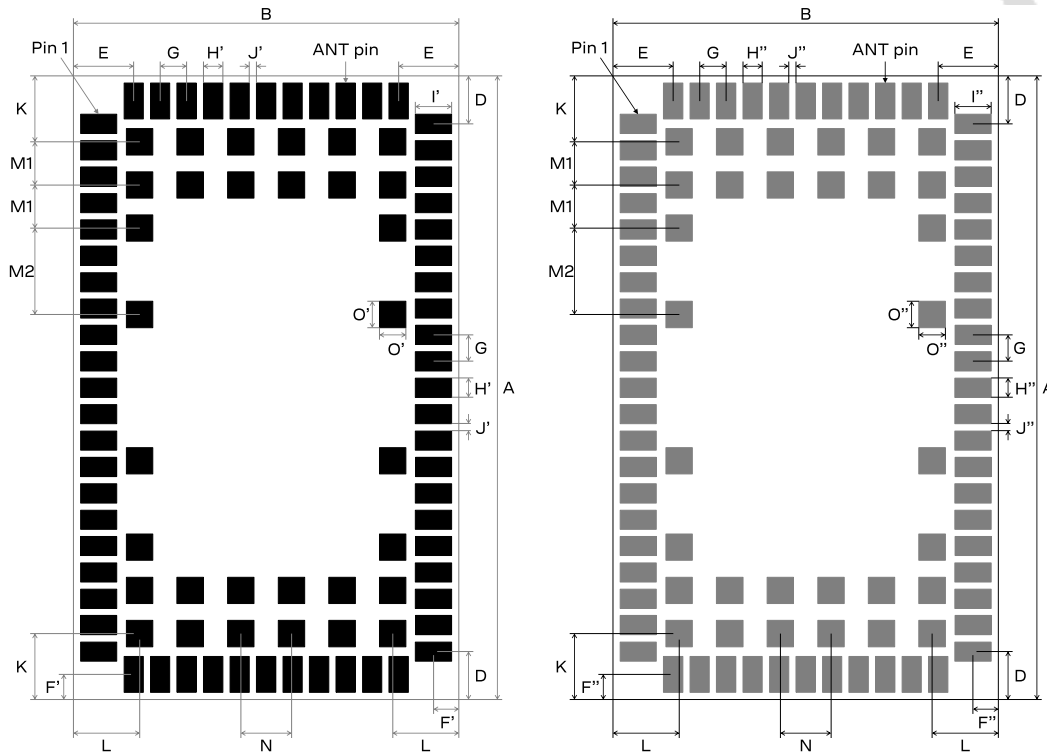 B B
Pin 1 E G H' J' ANT pin E Pin 1 E G H'' J'' ANT pin E
K I' D K I'' D
M1 M1
M1 M1
M2 M2
O' O''
O' G O'' G
H' A H'' A
J' J''
K D K D
F' F''
F' F''
L N L L N L